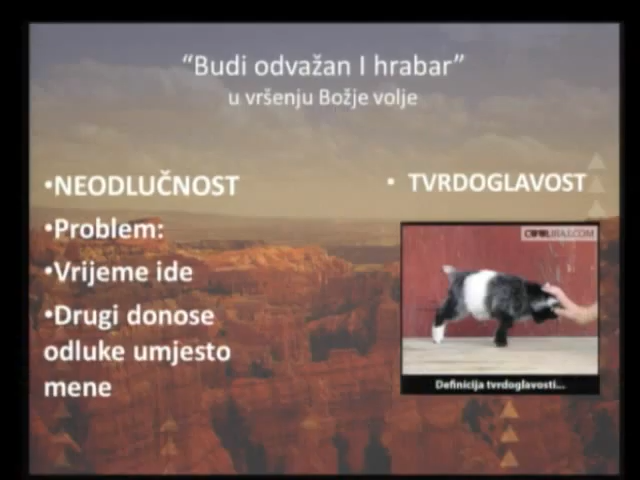 “Budi odvažan I hrabar”
u vršenju Božje volje
•NEODLUČNOST
•Problem:
•Vrijeme ide
•Drugi donose
odluke umjesto
mene
• TVRDOGLAVOST
Definicija tvrdoglavosti...